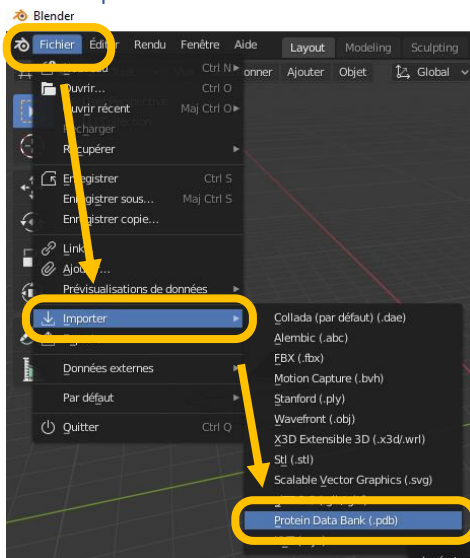 Blender
Fichier Éditer Rendu Fenêtre Aide Layout Modeling Sculpting
Ctrl N
onner Ajouter Objet Global
Ouvrir... Ctrl O
Ouvrir récent Maj Ctrl O
Recharger
Récupérer
Enregistrer Ctrl S
Enregistrer sous... Maj Ctrl S
Enregistrer copie...
Link
Prévisualisations de données
Importer
Données externes
Par défaut
Quitter Ctrl Q
Collada (par défaut) (.dae)
Alembic (.abc)
FBX (.fbx)
Motion Capture (.bvh)
Stanford (.ply)
Wavefront (.obj)
X3D Extensible 3D (.x3d/.wrl)
Stl (.stl)
Scalable Vector Graphics (.svg)
Protein Data Bank (.pdb)